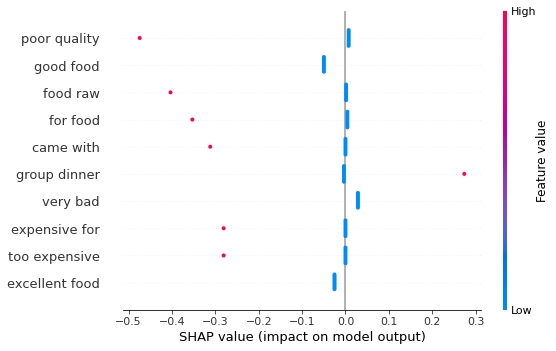 High
poor quality
good food
food raw
for food
came with
group dinner
very bad
expensive for
too expensive
excellent food
Feature value
Low
−0.5 −0.4 −0.3 −0.2 −0.1 0.0 0.1 0.2 0.3
SHAP value (impact on model output)